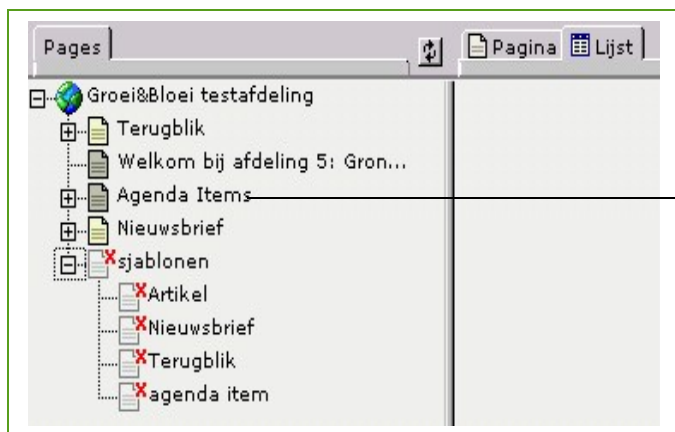 Pages
Pagina Lijst
Groei&Bloei testafdeling
Terugblik
Welkom bij afdeling 5: Gron...
Agenda Items
Nieuwsbrief
sjablonen
Artikel
Nieuwsbrief
Terugblik
agenda item